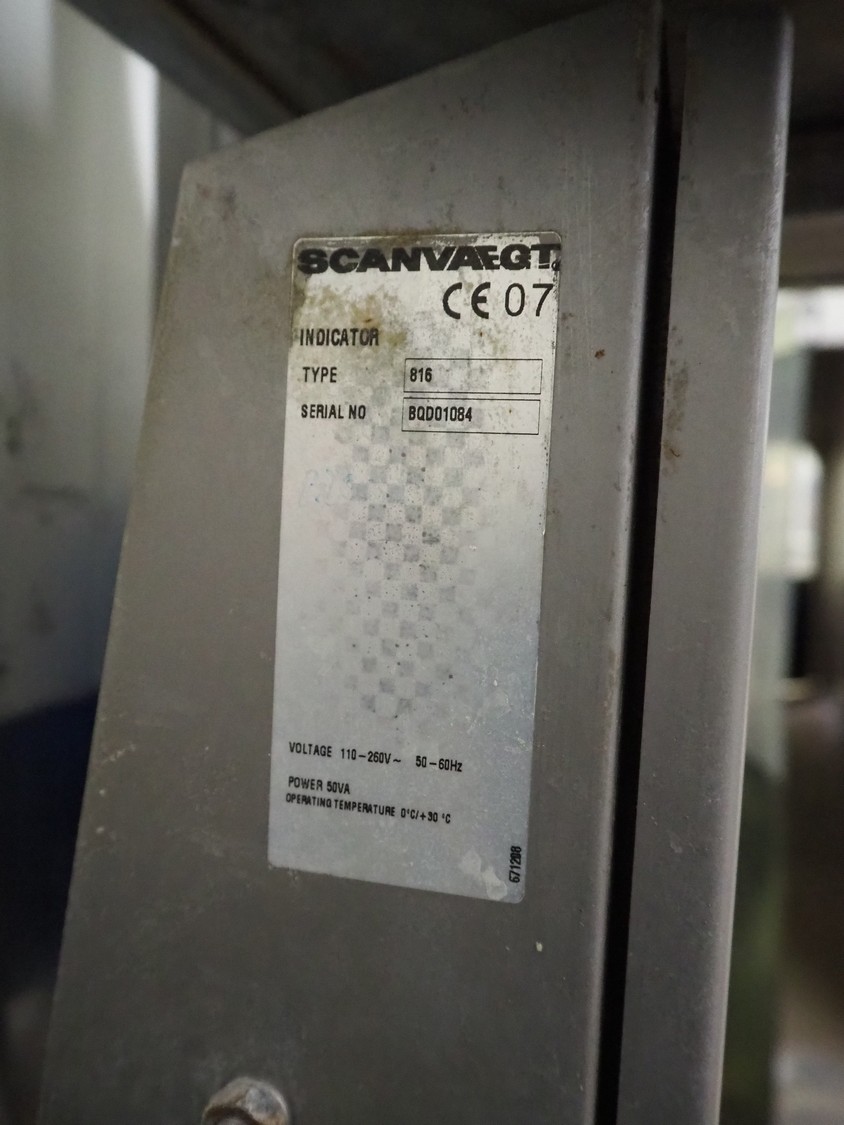 SCANVAEGT
CE 07
INDICATOR
TYPE 816
SERIAL NO BQD01084
VOLTAGE 110-260V~ 50-60Hz
POWER 50VA
OPERATING TEMPERATURE 0°C/+30 °C
671208